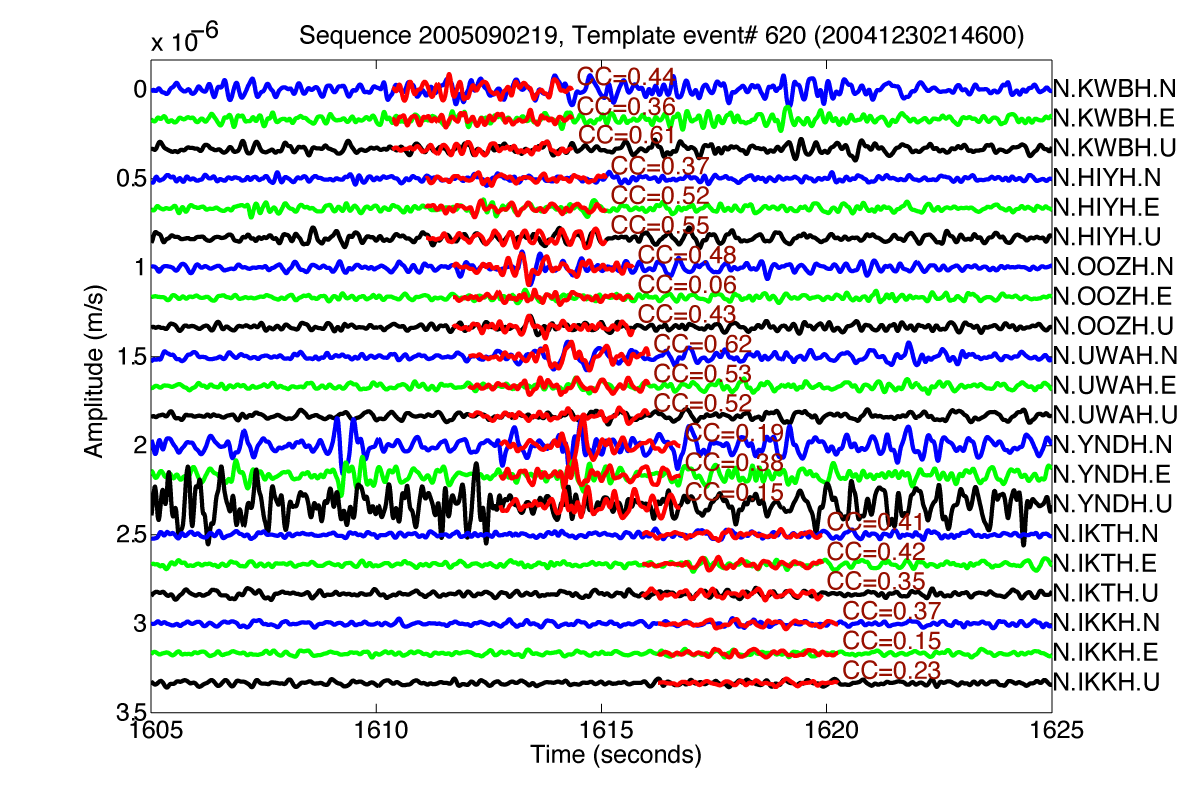 x 10−6
Sequence 2005090219, Template event# 620 (20041230214600)
0
0.5
1
1.5
2
2.5
3
3.5
Amplitude (m/s)
CC=0.44 N.KWBH.N
CC=0.36 N.KWBH.E
CC=0.61 N.KWBH.U
CC=0.37 N.HIYH.N
CC=0.52 N.HIYH.E
CC=0.55 N.HIYH.U
CC=0.48 N.OOZH.N
CC=0.06 N.OOZH.E
CC=0.43 N.OOZH.U
CC=0.62 N.UWAH.N
CC=0.53 N.UWAH.E
CC=0.52 N.UWAH.U
CC=0.19 N.YNDH.N
CC=0.38 N.YNDH.E
CC=0.15 N.YNDH.U
CC=0.41 N.IKTH.N
CC=0.42 N.IKTH.E
CC=0.35 N.IKTH.U
CC=0.37 N.IKKH.N
CC=0.15 N.IKKH.E
CC=0.23 N.IKKH.U
1605 1610 1615 1620 1625
Time (seconds)